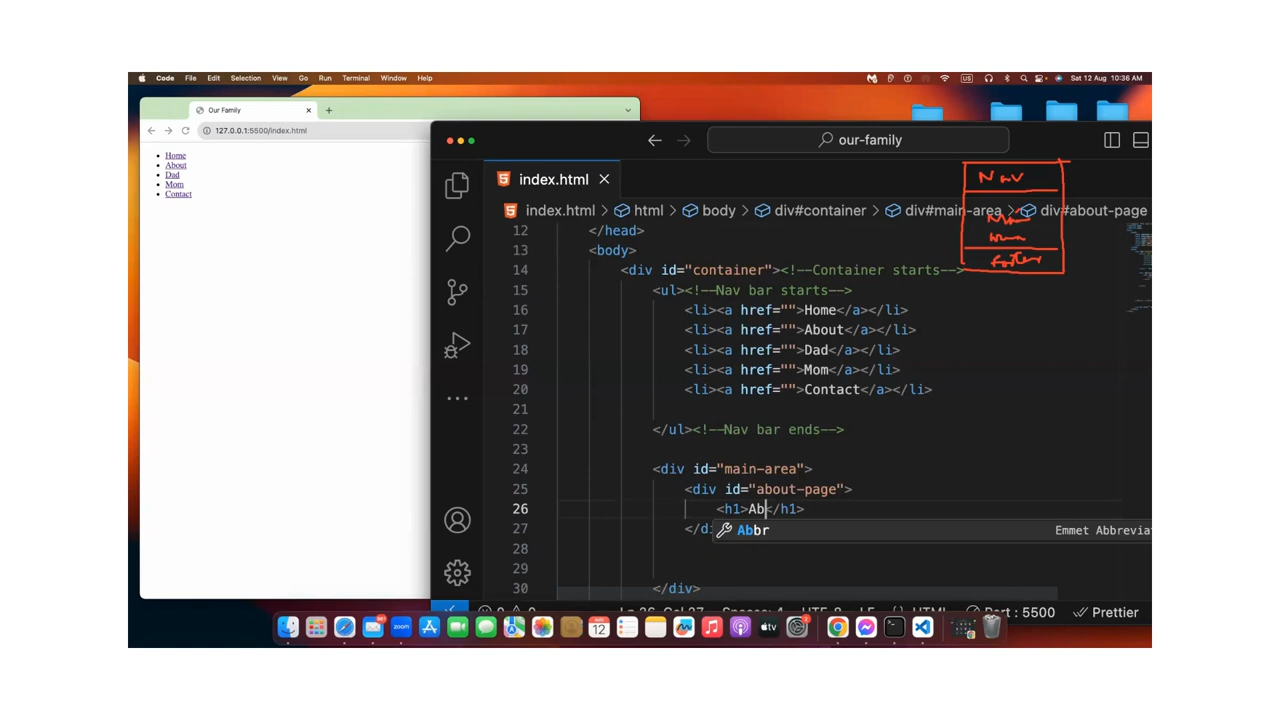 Code File Edit Selection View Go Run Terminal Window Help
US
Sat 12 Aug 10:36 AM
Our Family
127.0.0.1:5500/index.html
Home
About
Dad
Mom
Contact
our-family
index.html
index.html > html > body > div#container > div#main-area > div#about-page
Nav
Main
footer
12 </head>
13 <body>
14 <div id="container"><!--Container starts-->
15 <ul><!--Nav bar starts-->
16 <li><a href="">Home</a></li>
17 <li><a href="">About</a></li>
18 <li><a href="">Dad</a></li>
19 <li><a href="">Mom</a></li>
20 <li><a href="">Contact</a></li>
21
22 </ul><!--Nav bar ends-->
23
24 <div id="main-area">
25 <div id="about-page">
26 <h1>Ab</h1>
27 </di
Abbr Emmet Abbrevia
28
29
30 </div>
Port : 5500 Prettier
AUG
12
tv